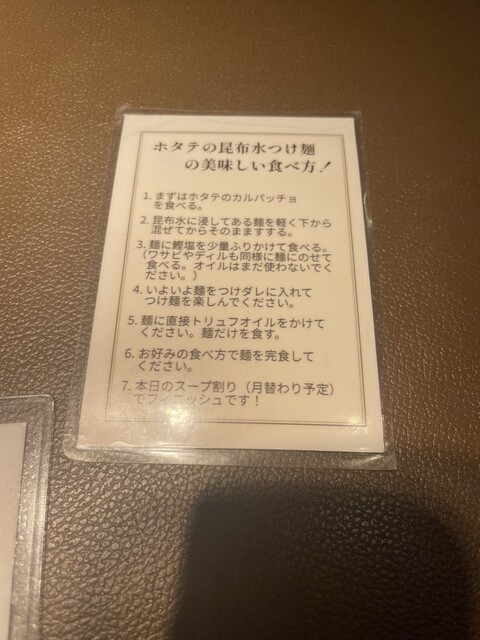 ホタテの昆布水つけ麺
の美味しい食べ方！
1. まずはホタテのカルパッチョ
を食べる。
2. 昆布水に浸してある麺を軽く下から
混ぜてからそのまますする。
3. 麺に鰹塩を少量ふりかけて食べる。
（ワサビやディルも同様に麺にのせて
食べる。オイルはまだ使わないでく
ださい。）
4. いよいよ麺をつけダレに入れて
つけ麺を楽しんでください。
5. 麺に直接トリュフオイルをかけて
ください。麺だけを食す。
6. お好みの食べ方で麺を完食して
ください。
7. 本日のスープ割り（月替わり予定）
でフィニッシュです！